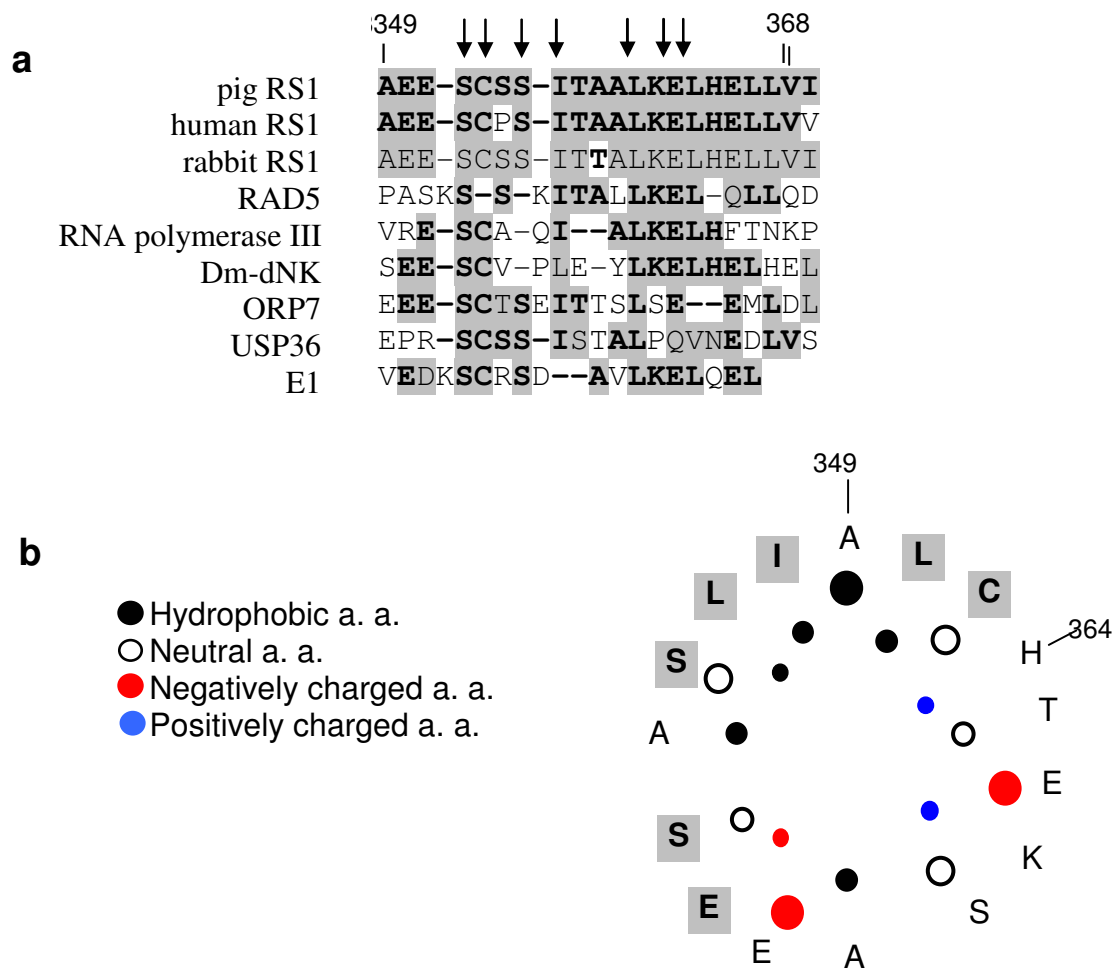 349 368
a
pig RS1 AEE-SCSS-ITAALKELHELLVI
human RS1 AEE-SCPS-ITAALKELHELLVV
rabbit RS1 AEE-SCSS-ITTALKELHELLVI
RAD5 PASKS-S-KITALLKEL-QLLQD
RNA polymerase III VRE-SCA-QI--ALKELHFTNKP
Dm-dNK SEE-SCV-PLE-YLKELHELHEL
ORP7 EEE-SCTSEITTSLSE--EMLDL
USP36 EPR-SCSS-ISTALPQVNEDLVS
E1 VEDKSCRSD--AVLKELQEL
b
Hydrophobic a. a.
Neutral a. a.
Negatively charged a. a.
Positively charged a. a.
349
A
I L
L C
H 364
S
T
A
E
S K
E S
E A